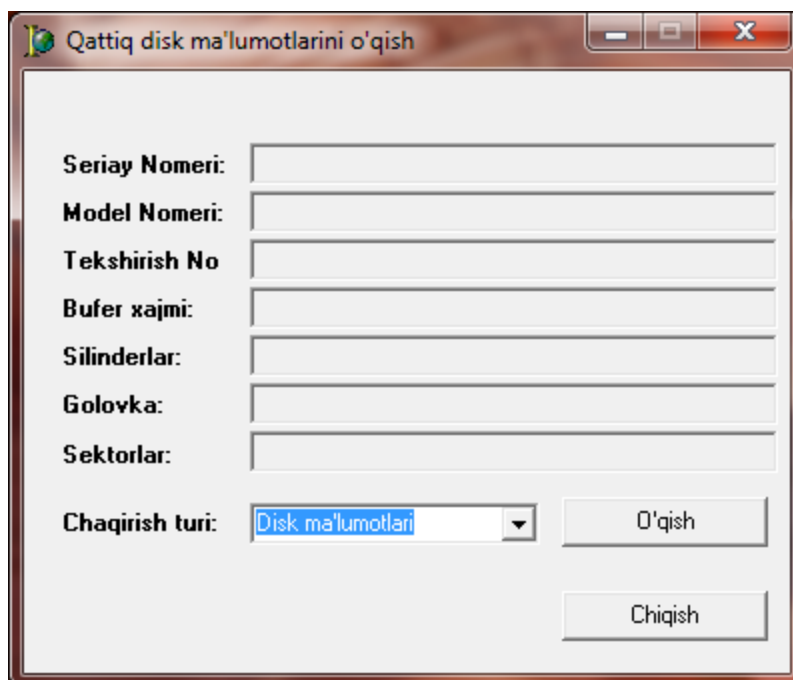 Qattiq disk ma'lumotlarini o'qish
Seriay Nomeri:
Model Nomeri:
Tekshirish No
Bufer xajmi:
Silinderlar:
Golovka:
Sektorlar:
Chaqirish turi: Disk ma'lumotlari O'qish
Chiqish